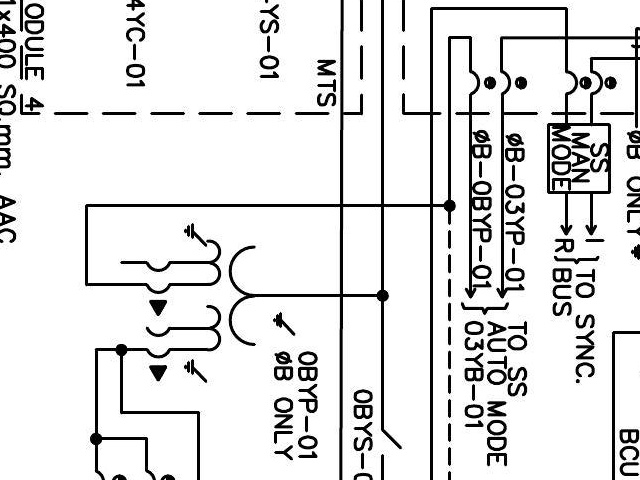 ØB ONLY
BCU
SS
MAN
MODE
I } TO SYNC.
R } BUS
ØB-03YP-01
ØB-0BYP-01
TO SS
AUTO MODE
03YB-01
MTS
0BYS-0
0BYP-01
ØB ONLY
-YS-01
4YC-01
ODULE 4
1x400 SQ.mm. AAC